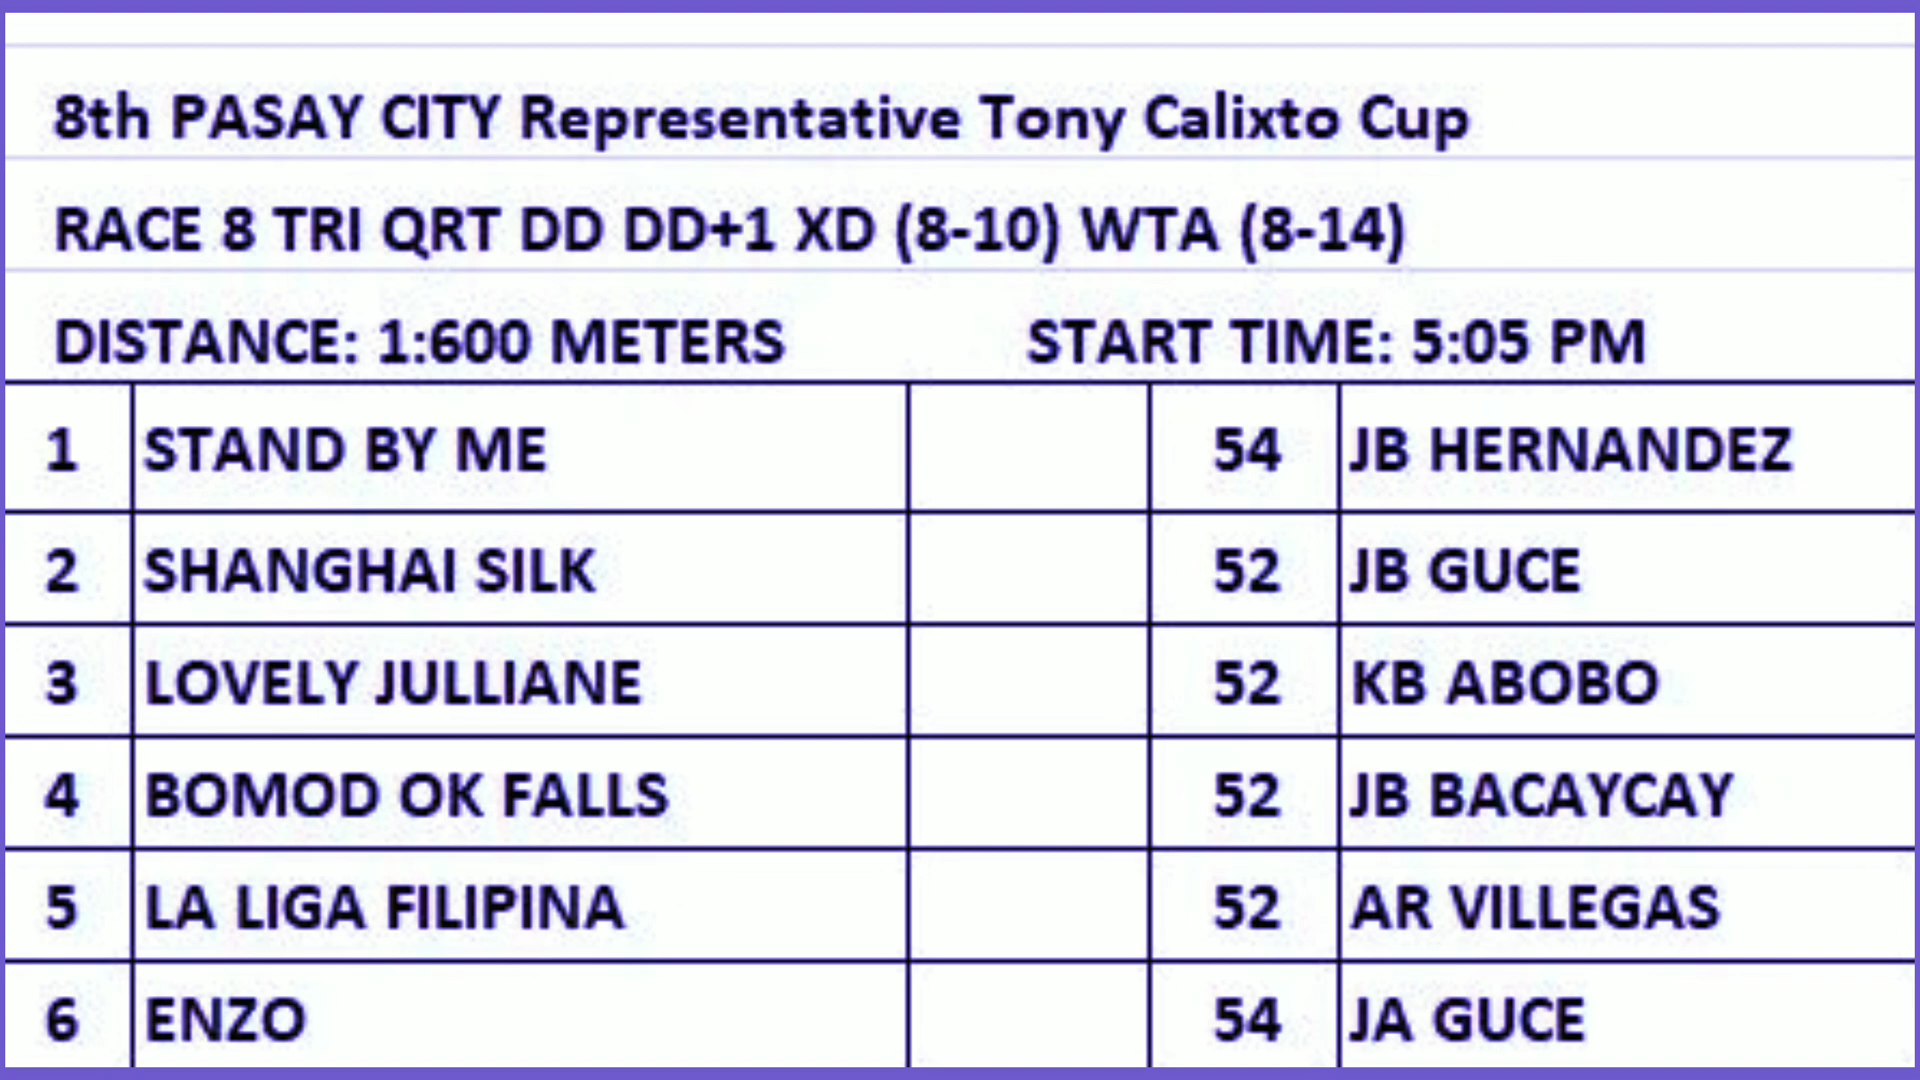 8th PASAY CITY Representative Tony Calixto Cup
RACE 8 TRI QRT DD DD+1 XD (8-10) WTA (8-14)
DISTANCE: 1:600 METERS START TIME: 5:05 PM
1 STAND BY ME 54 JB HERNANDEZ
2 SHANGHAI SILK 52 JB GUCE
3 LOVELY JULLIANE 52 KB ABOBO
4 BOMOD OK FALLS 52 JB BACAYCAY
5 LA LIGA FILIPINA 52 AR VILLEGAS
6 ENZO 54 JA GUCE